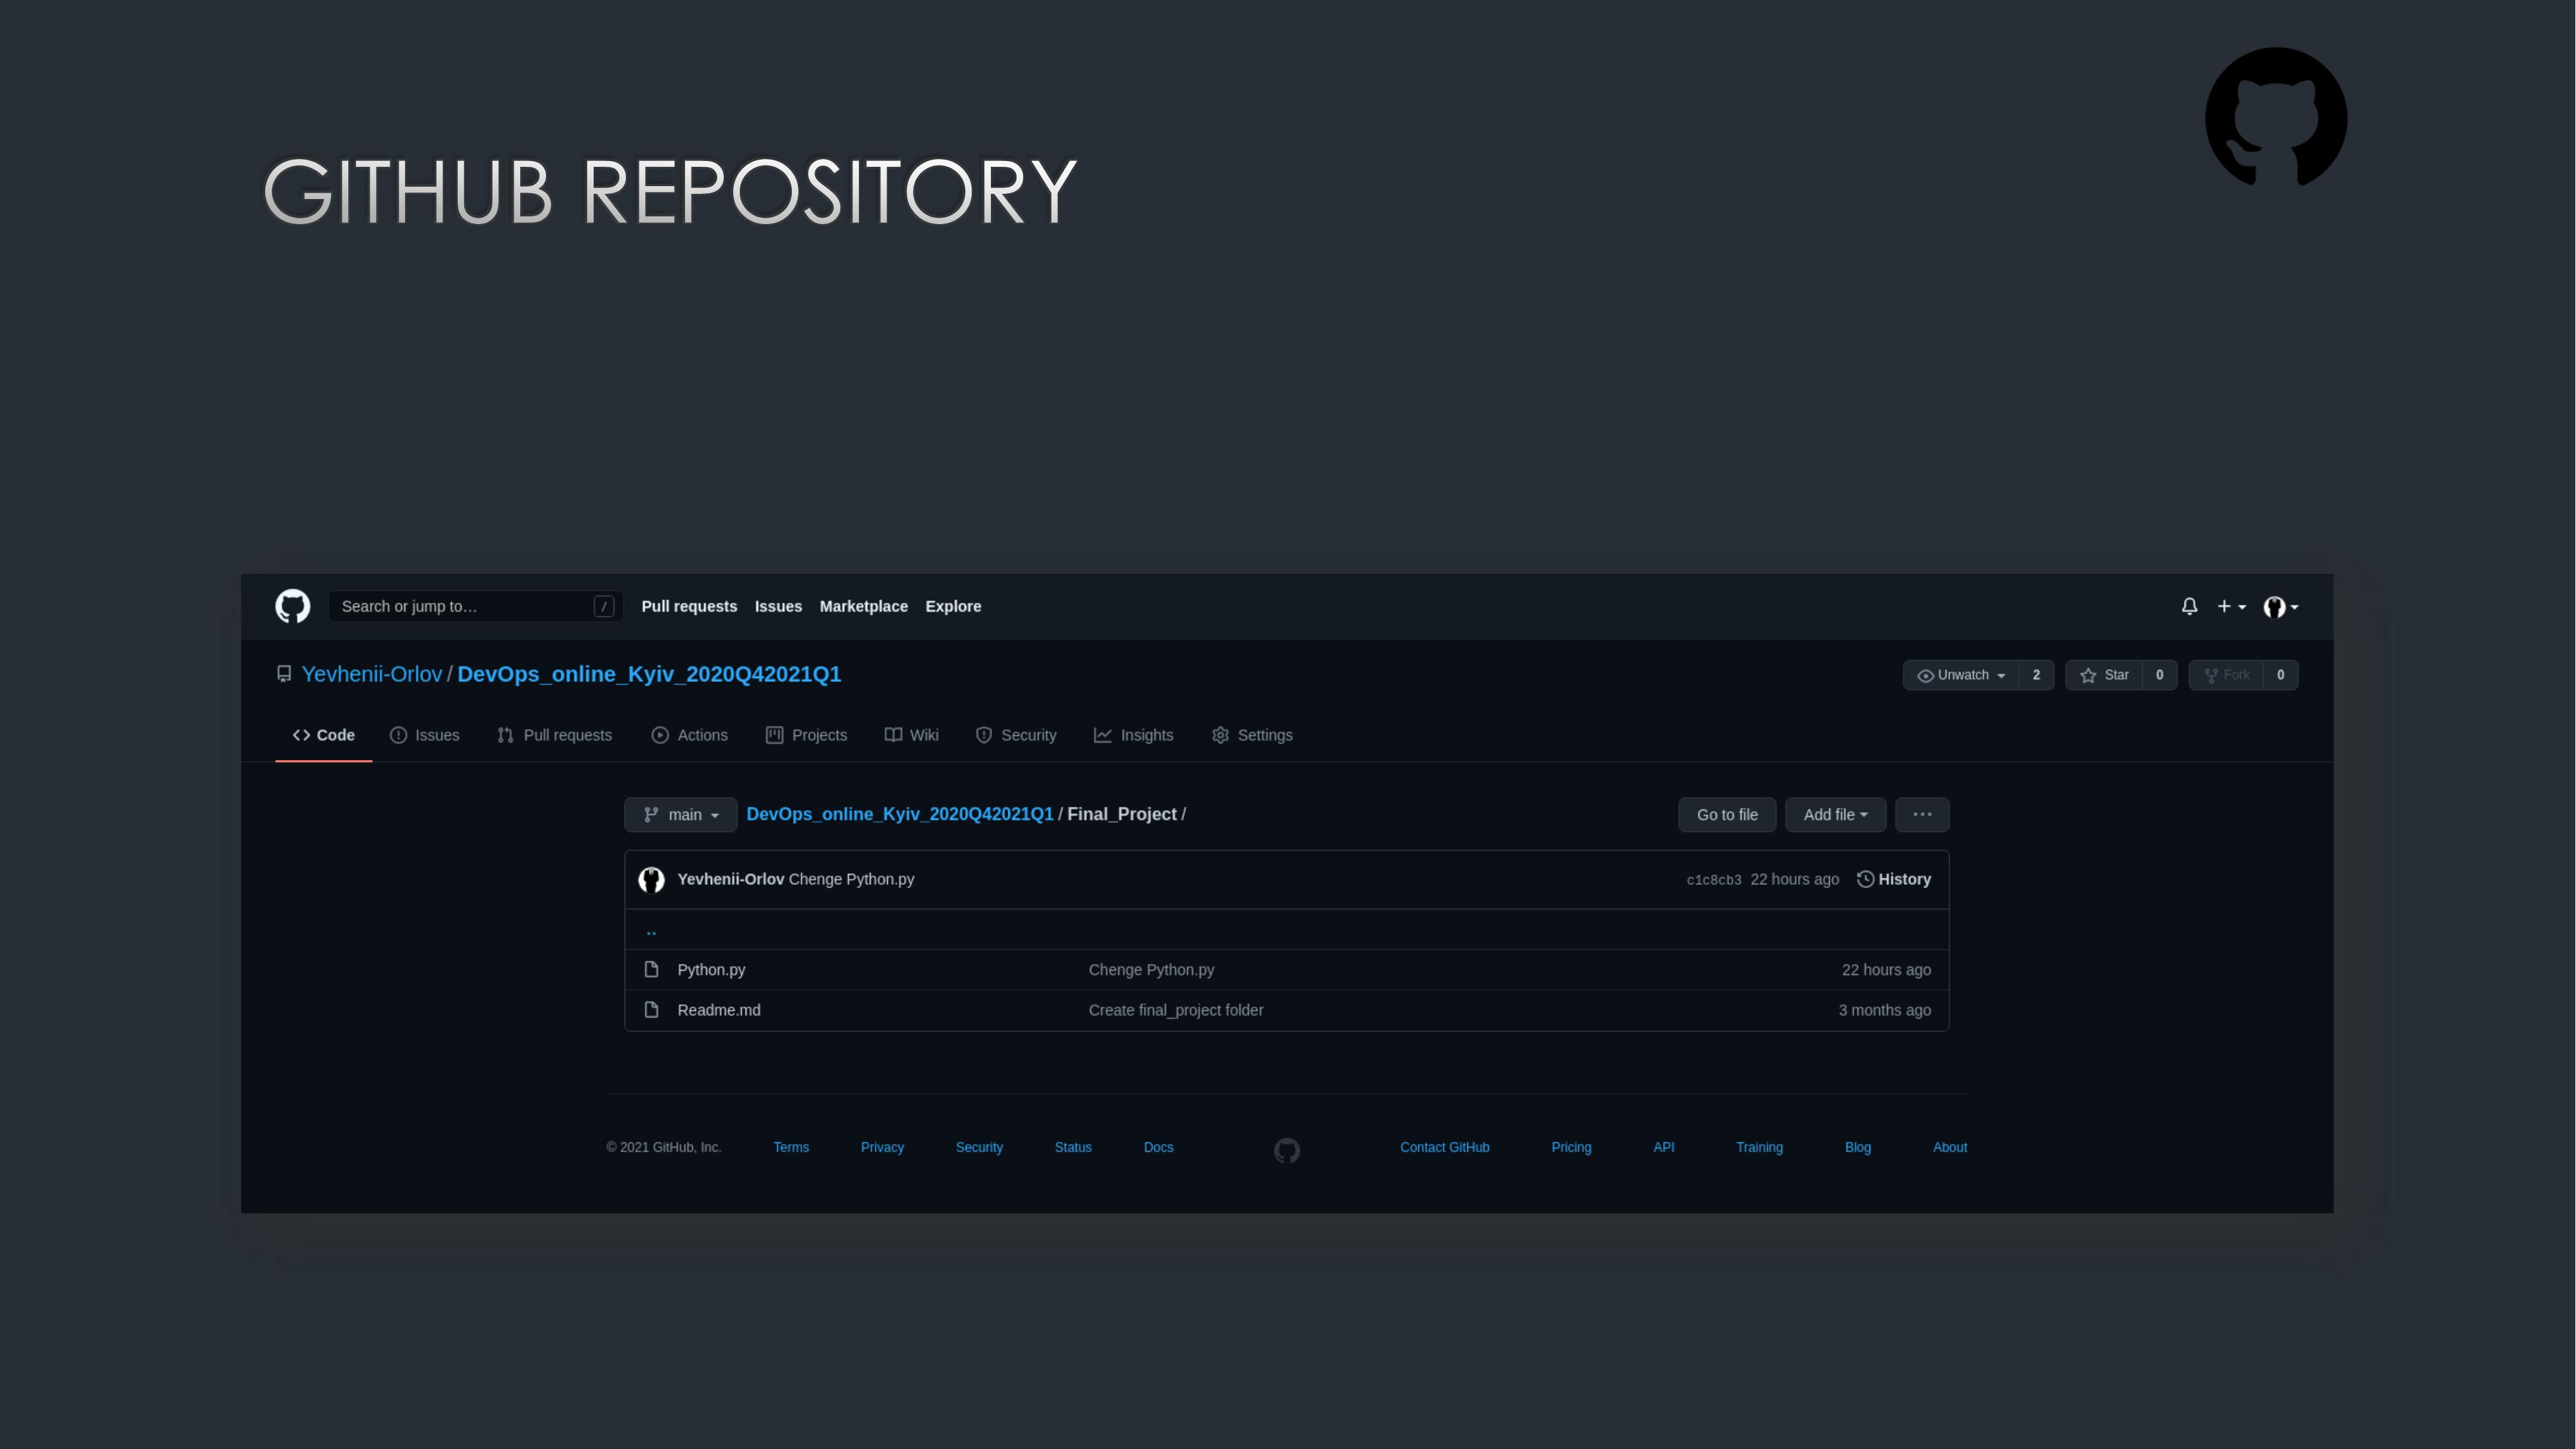 GITHUB REPOSITORY
Search or jump to… / Pull requests Issues Marketplace Explore
Yevhenii-Orlov / DevOps_online_Kyiv_2020Q42021Q1 Unwatch 2 Star 0 Fork 0
Code Issues Pull requests Actions Projects Wiki Security Insights Settings
main DevOps_online_Kyiv_2020Q42021Q1 / Final_Project / Go to file Add file ...
Yevhenii-Orlov Chenge Python.py c1c8cb3 22 hours ago History
..
Python.py Chenge Python.py 22 hours ago
Readme.md Create final_project folder 3 months ago
© 2021 GitHub, Inc. Terms Privacy Security Status Docs Contact GitHub Pricing API Training Blog About